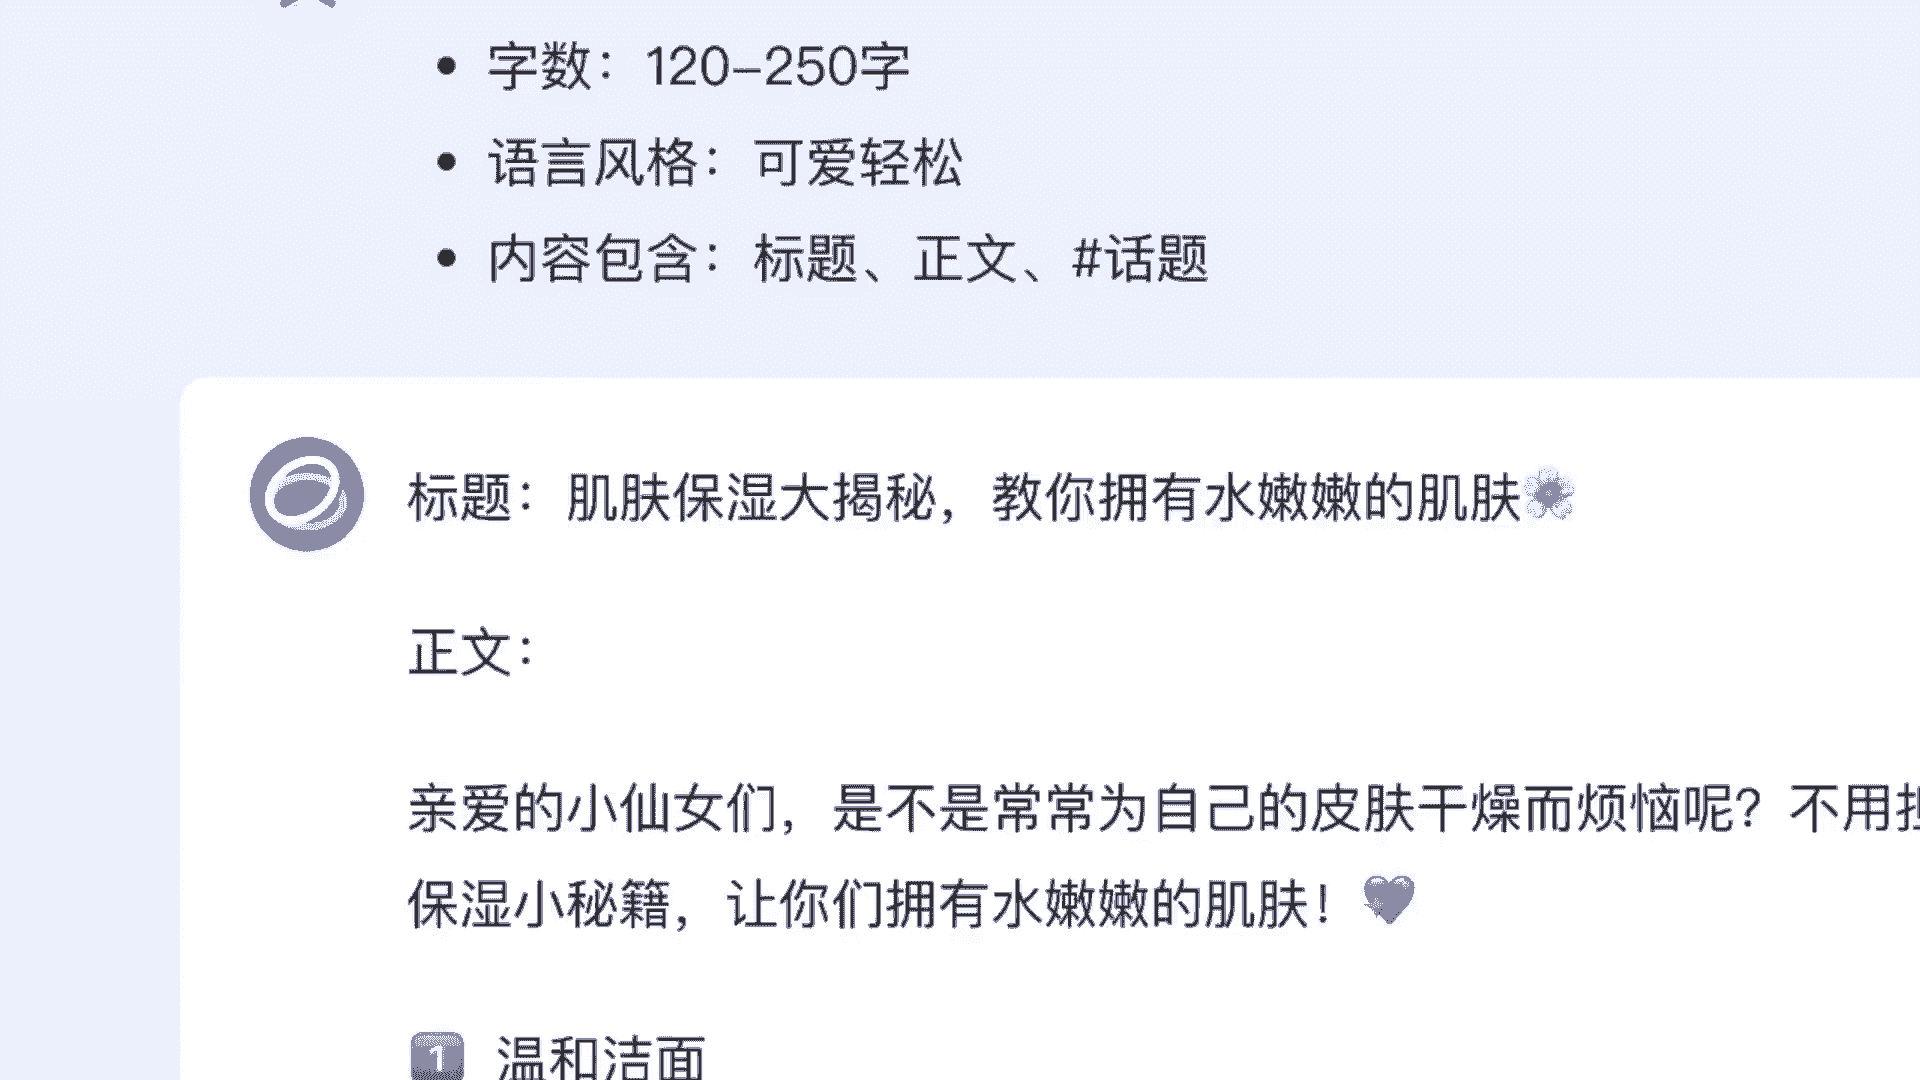 • 字数：120-250字
• 语言风格：可爱轻松
• 内容包含：标题、正文、#话题
标题：肌肤保湿大揭秘，教你拥有水嫩嫩的肌肤🌸
正文：
亲爱的小仙女们，是不是常常为自己的皮肤干燥而烦恼呢？不用
保湿小秘籍，让你们拥有水嫩嫩的肌肤！💖
1️⃣ 温和洁面